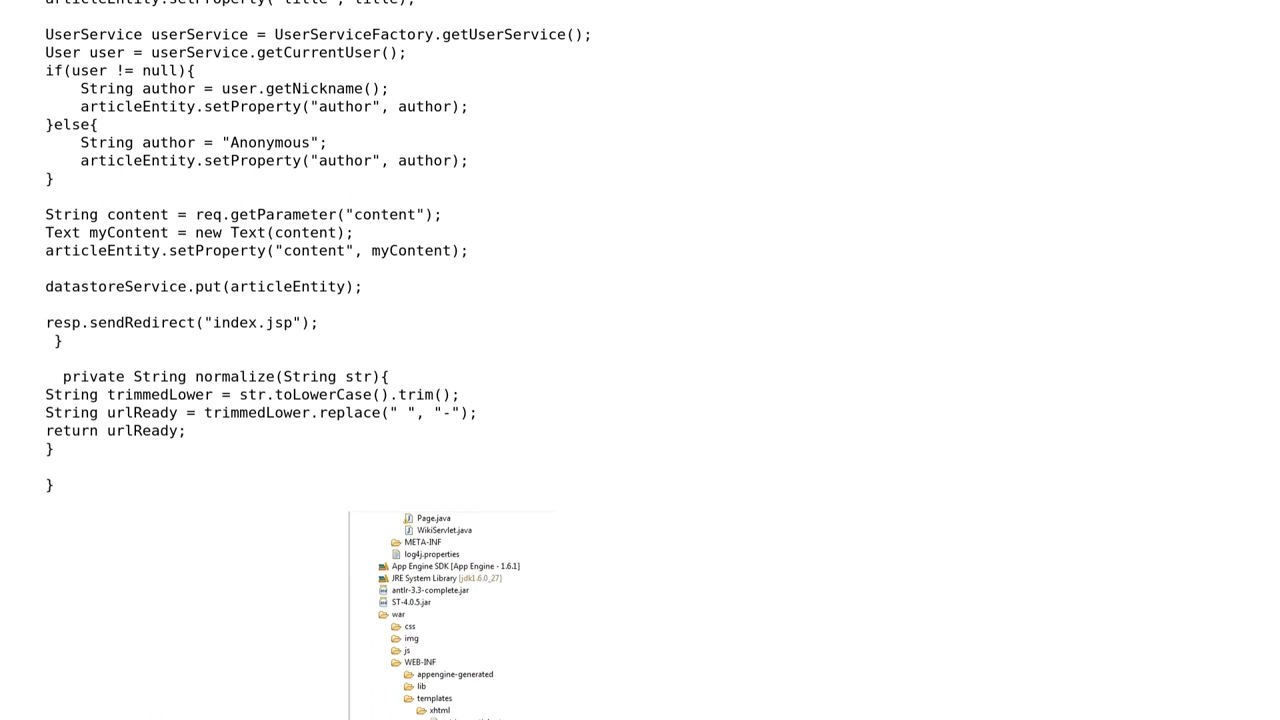 UserService userService = UserServiceFactory.getUserService();
User user = userService.getCurrentUser();
if(user != null){
    String author = user.getNickname();
    articleEntity.setProperty("author", author);
}else{
    String author = "Anonymous";
    articleEntity.setProperty("author", author);
}

String content = req.getParameter("content");
Text myContent = new Text(content);
articleEntity.setProperty("content", myContent);

datastoreService.put(articleEntity);

resp.sendRedirect("index.jsp");
 }

  private String normalize(String str){
String trimmedLower = str.toLowerCase().trim();
String urlReady = trimmedLower.replace(" ", "-");
return urlReady;
}

}
Page.java
WikiServlet.java
META-INF
log4j.properties
App Engine SDK [App Engine - 1.6.1]
JRE System Library [jdk1.6.0_27]
antlr-3.3-complete.jar
ST-4.0.5.jar
war
css
img
js
WEB-INF
appengine-generated
lib
templates
xhtml